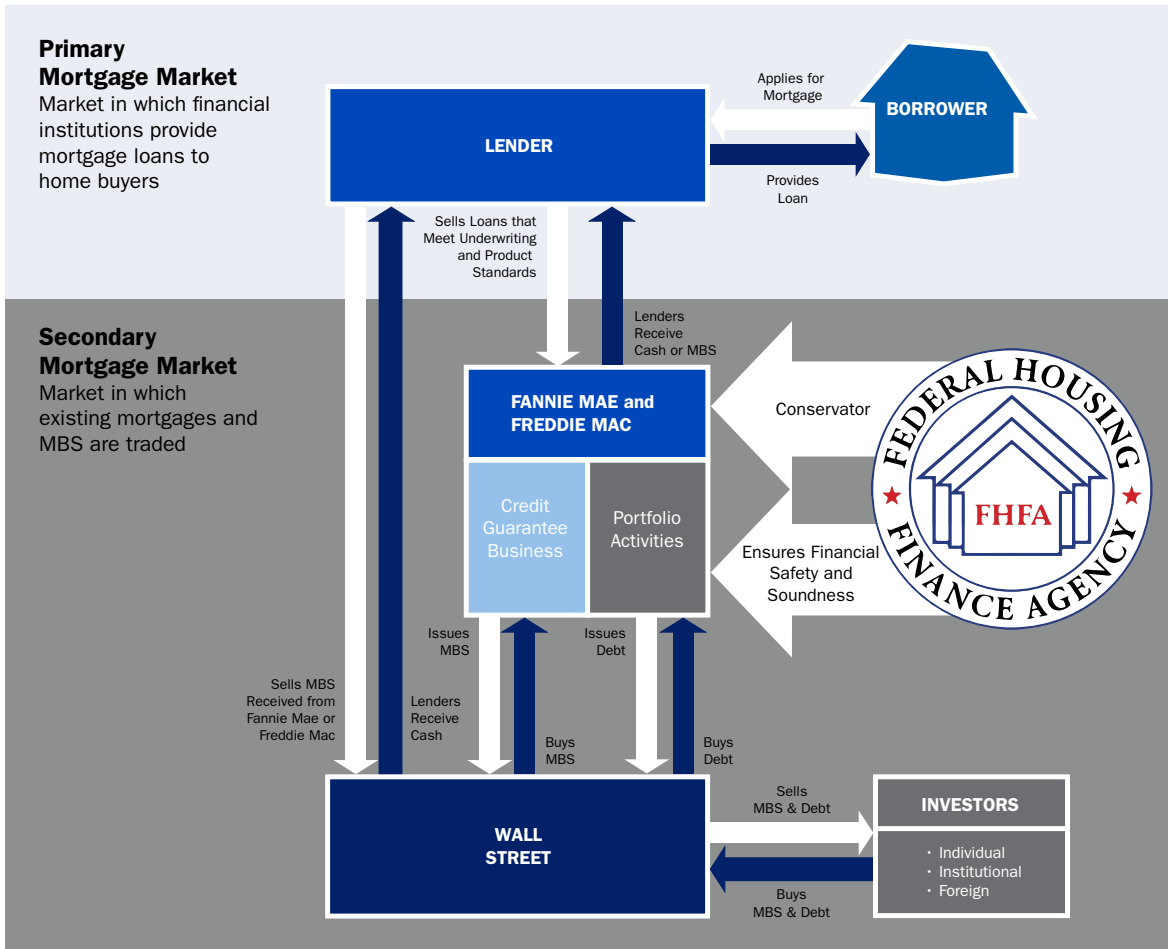 Primary
Mortgage Market
Market in which financial
institutions provide
mortgage loans to
home buyers
LENDER
Applies for
Mortgage
BORROWER
Provides
Loan
Sells Loans that
Meet Underwriting
and Product
Standards
Lenders
Receive
Cash or MBS
Secondary
Mortgage Market
Market in which
existing mortgages and
MBS are traded
FANNIE MAE and
FREDDIE MAC
Credit
Guarantee
Business
Portfolio
Activities
Conservator
Ensures Financial
Safety and
Soundness
FEDERAL HOUSING
FHFA
FINANCE AGENCY
Issues
MBS
Issues
Debt
Sells MBS
Received from
Fannie Mae or
Freddie Mac
Lenders
Receive
Cash
Buys
MBS
Buys
Debt
WALL
STREET
Sells
MBS & Debt
Buys
MBS & Debt
INVESTORS
· Individual
· Institutional
· Foreign